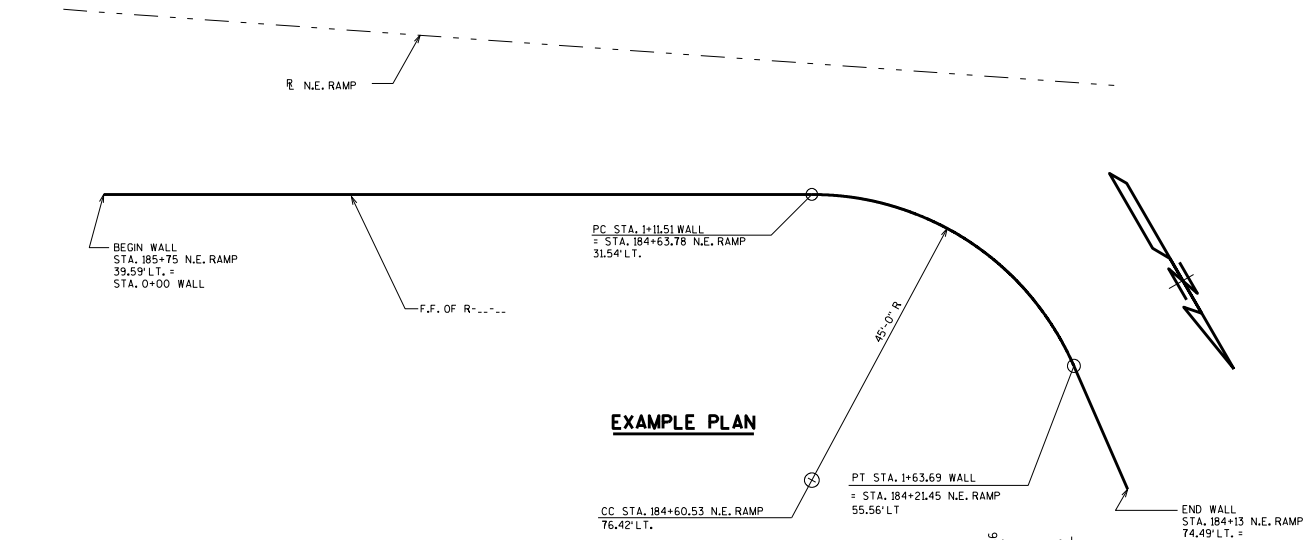 ℞ N.E. RAMP
PC STA. 1+11.51 WALL
= STA. 184+63.78 N.E. RAMP
31.54' LT.
BEGIN WALL
STA. 185+75 N.E. RAMP
39.59' LT. =
STA. 0+00 WALL
F.F. OF R-__-__
45'-0" R
EXAMPLE PLAN
PT STA. 1+63.69 WALL
= STA. 184+21.45 N.E. RAMP
55.56' LT
CC STA. 184+60.53 N.E. RAMP
76.42' LT.
END WALL
STA. 184+13 N.E. RAMP
74.49' LT. =